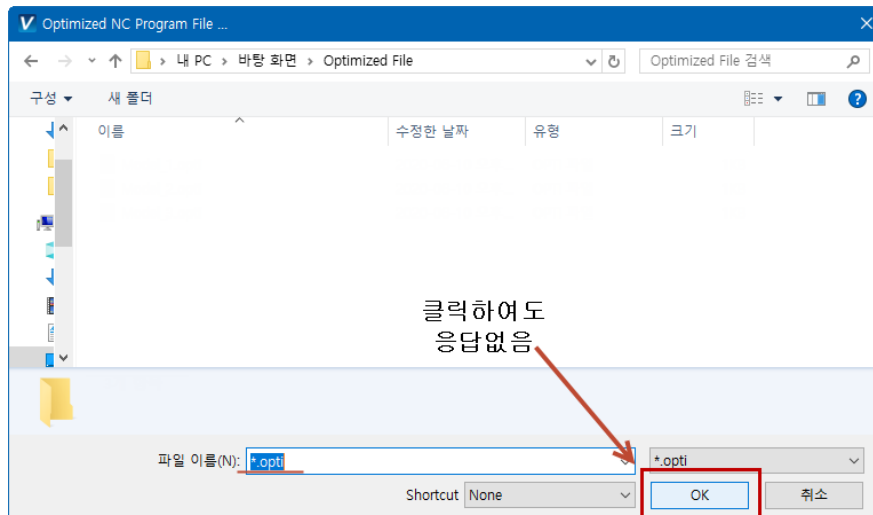 Optimized NC Program File ...
내 PC > 바탕 화면 > Optimized File
Optimized File 검색
구성
새 폴더
이름
수정한 날짜
유형
크기
클릭하여도
응답없음
파일 이름(N): *.opti
*.opti
Shortcut None
OK
취소